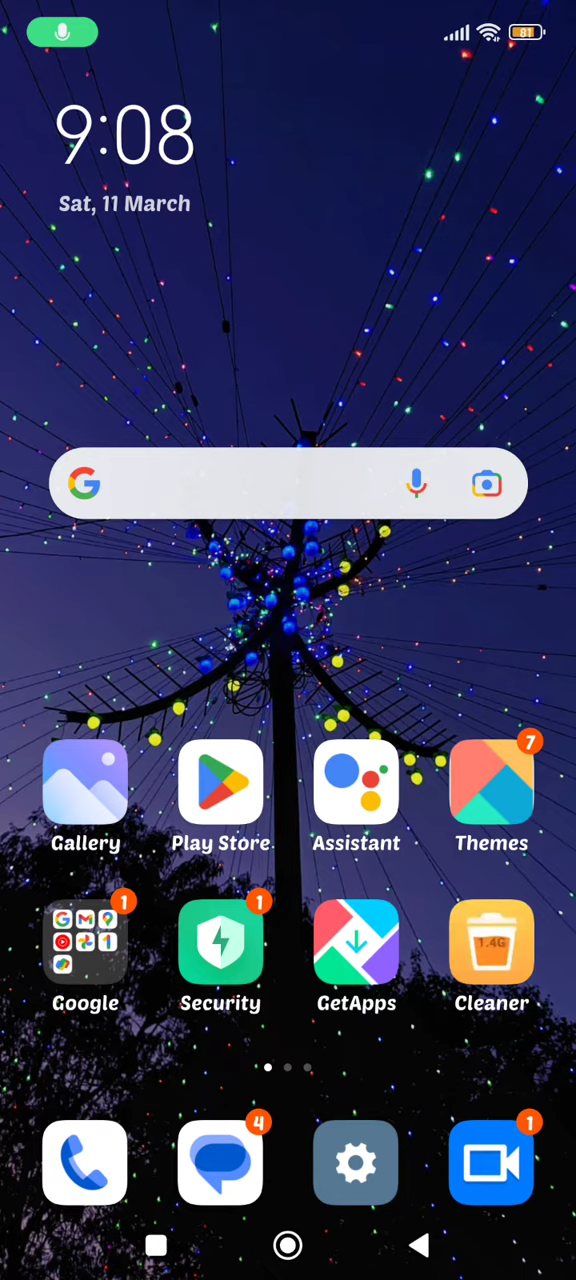 81
9:08
Sat, 11 March
7
Gallery
Play Store
Assistant
Themes
1
1
1.4G
Google
Security
GetApps
Cleaner
4
1